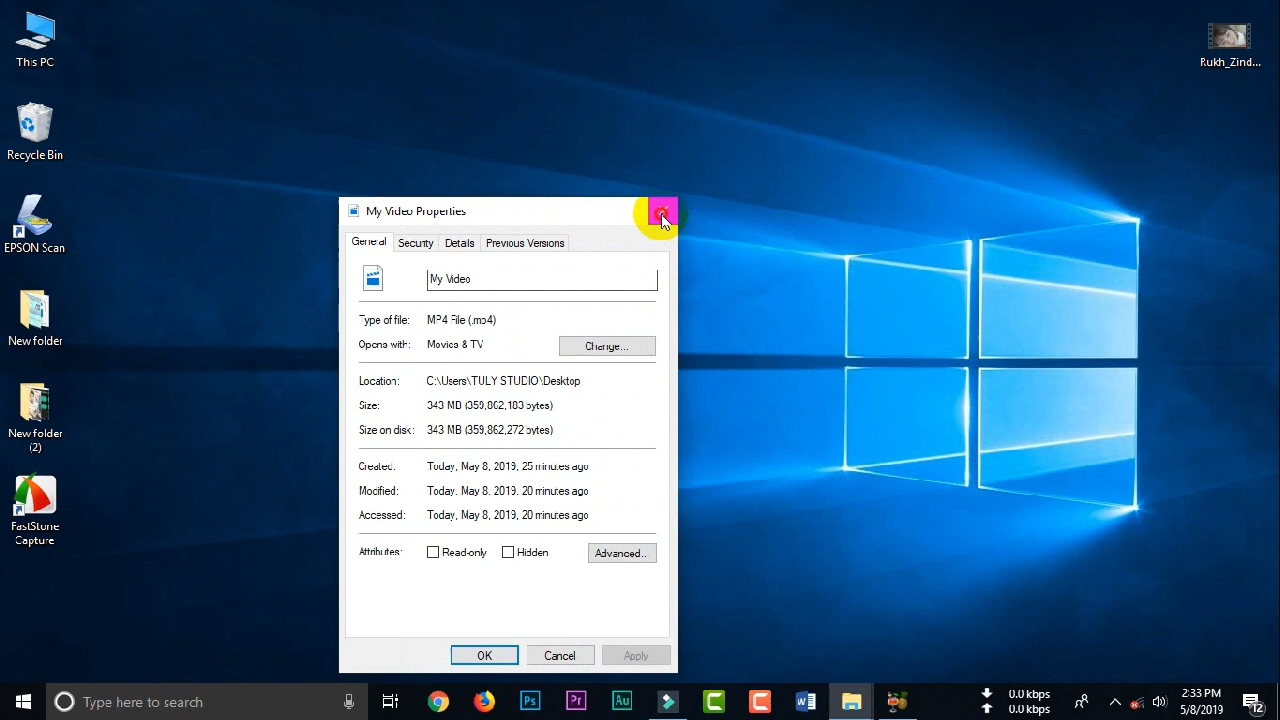 This PC
Recycle Bin
EPSON Scan
New folder
New folder
(2)
FastStone
Capture
Rukh_Zind...
My Video Properties
General Security Details Previous Versions
My Video
Type of file: MP4 File (.mp4)
Opens with: Movies & TV Change...
Location: C:\Users\TULY STUDIO\Desktop
Size: 343 MB (359,862,183 bytes)
Size on disk: 343 MB (359,862,272 bytes)
Created: Today, May 8, 2019, 25 minutes ago
Modified: Today, May 8, 2019, 20 minutes ago
Accessed: Today, May 8, 2019, 20 minutes ago
Attributes: Read-only Hidden Advanced...
OK Cancel Apply
Type here to search
Ps Pr Au C C W
0.0 kbps
0.0 kbps
2:33 PM
5/8/2019
12